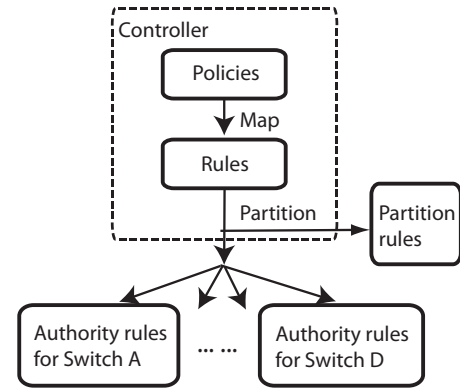 Controller
Policies
Map
Rules
Partition
Partition
rules
Authority rules
for Switch A
... ...
Authority rules
for Switch D